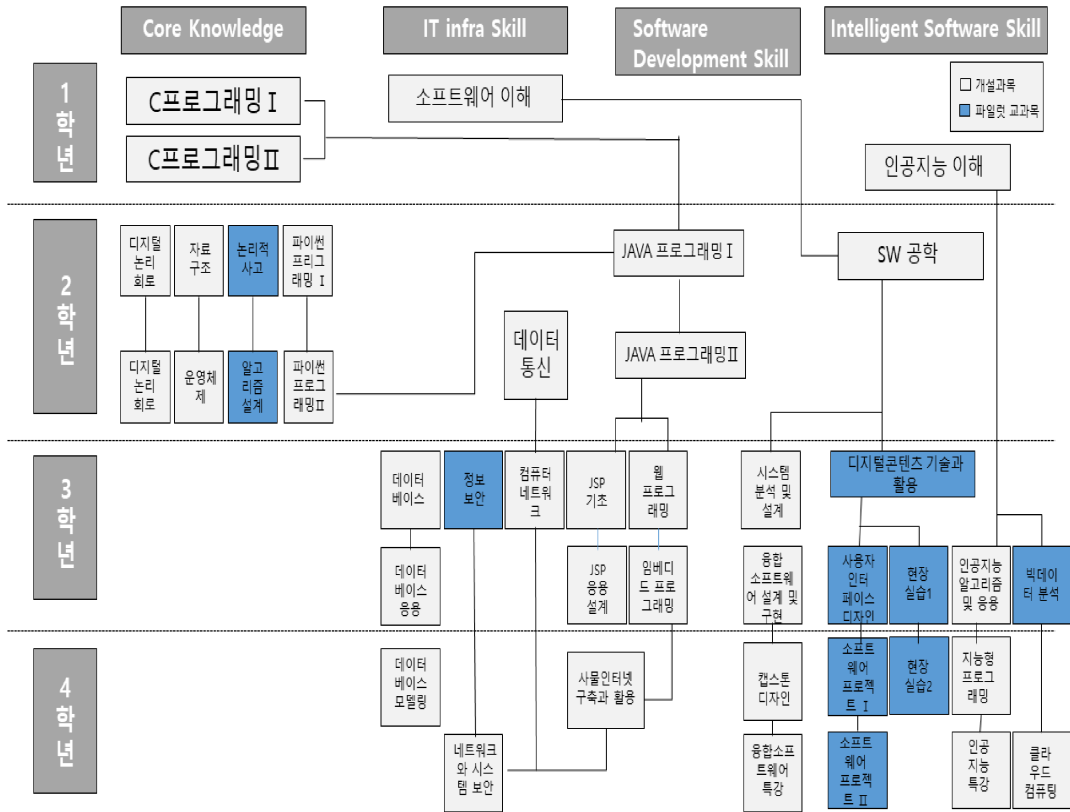 Core Knowledge
IT infra Skill
Software
Development Skill
Intelligent Software Skill
1
학
년
C프로그래밍 I
C프로그래밍Ⅱ
소프트웨어 이해
개설과목
파일럿 교과목
인공지능 이해
2
학
년
디지털
논리
회로
자료
구조
논리적
사고
파이썬
프리그
래밍 I
JAVA 프로그래밍 I
SW 공학
디지털
논리
회로
운영체
제
알고
리즘
설계
파이썬
프로그
래밍Ⅱ
데이터
통신
JAVA 프로그래밍Ⅱ
3
학
년
데이터
베이스
정보
보안
컴퓨터
네트워
크
JSP
기초
웹
프로그
래밍
시스템
분석 및
설계
디지털콘텐츠 기술과
활용
데이터
베이스
응용
JSP
응용
설계
임베디
드 프로
그래밍
융합
소프트웨
어 설계 및
구현
사용자
인터
페이스
디자인
현장
실습1
인공지능
알고리즘
및 응용
빅데이
터 분석
4
학
년
데이터
베이스
모델링
사물인터넷
구축과 활용
캡스톤
디자인
소프트
웨어
프로젝
트 I
현장
실습2
지능형
프로그
래밍
네트워크
와 시스
템 보안
융합소프
트웨어
특강
소프트
웨어
프로젝
트 Ⅱ
인공
지능
특강
클라
우드
컴퓨팅